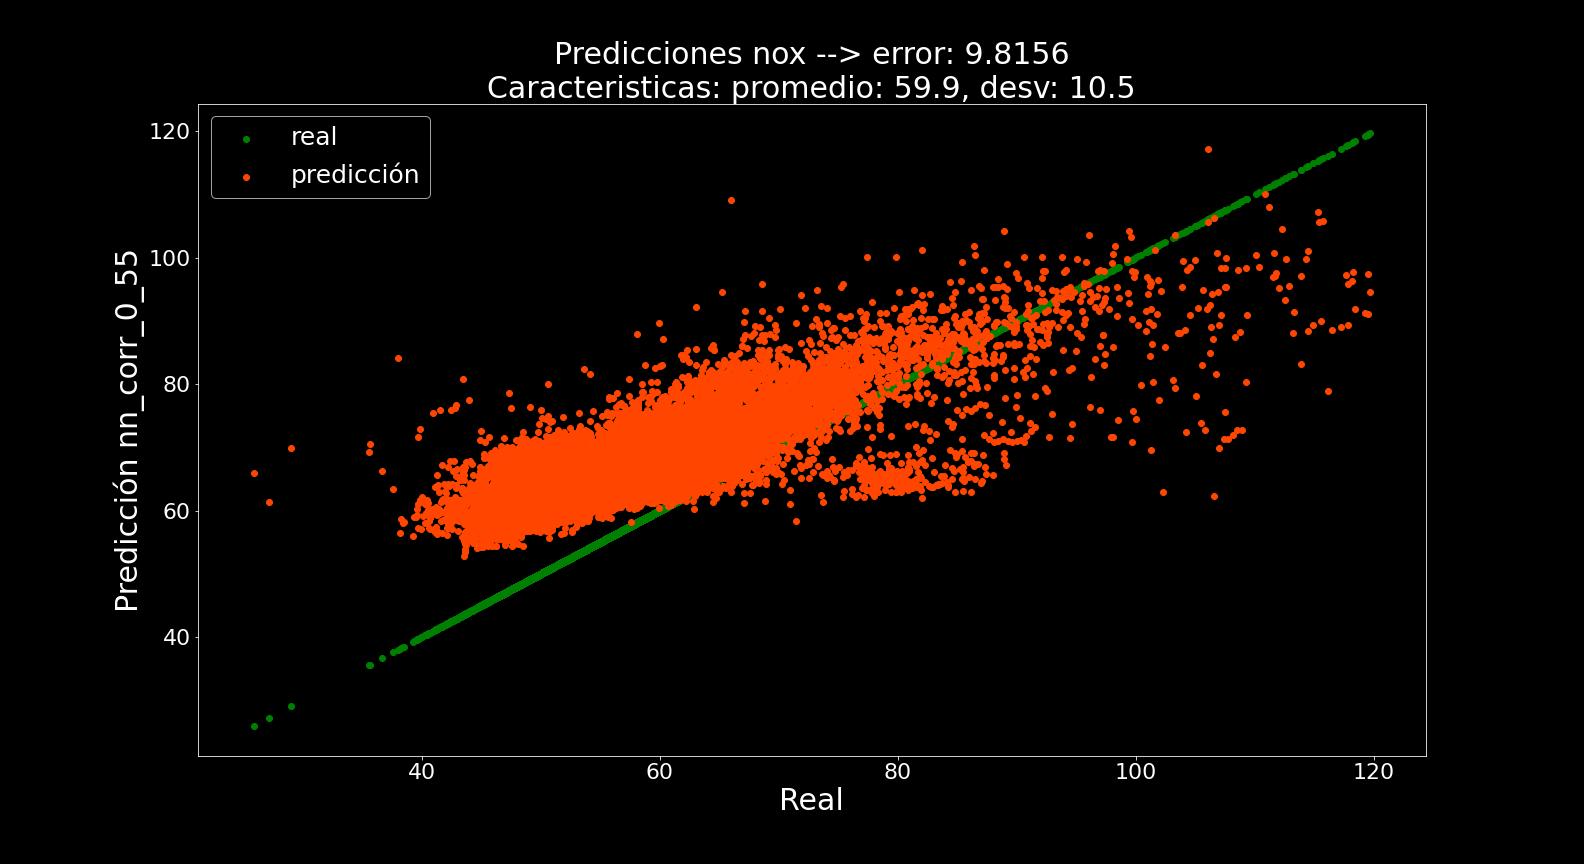 Predicciones nox --> error: 9.8156
Caracteristicas: promedio: 59.9, desv: 10.5
real
predicción
120
100
80
60
40
Predicción nn_corr_0_55
40
60
80
100
120
Real